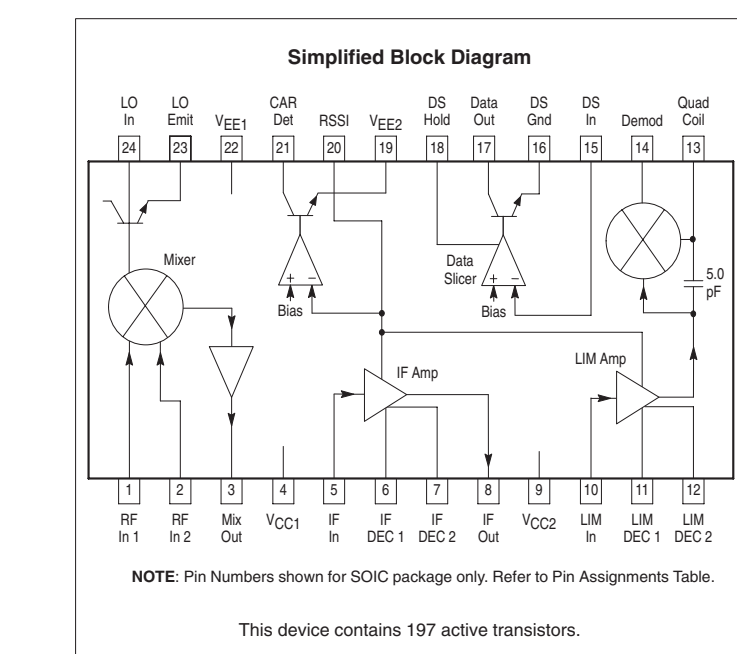 Simplified Block Diagram
LO In
LO Emit
VEE1
CAR Det
RSSI
VEE2
DS Hold
Data Out
DS Gnd
DS In
Demod
Quad Coil
24 23 22 21 20 19 18 17 16 15 14 13
Mixer
+ –
Bias
Data Slicer
+ –
Bias
5.0 pF
IF Amp
LIM Amp
1 2 3 4 5 6 7 8 9 10 11 12
RF In 1
RF In 2
Mix Out
VCC1
IF In
IF DEC 1
IF DEC 2
IF Out
VCC2
LIM In
LIM DEC 1
LIM DEC 2
NOTE: Pin Numbers shown for SOIC package only. Refer to Pin Assignments Table.
This device contains 197 active transistors.